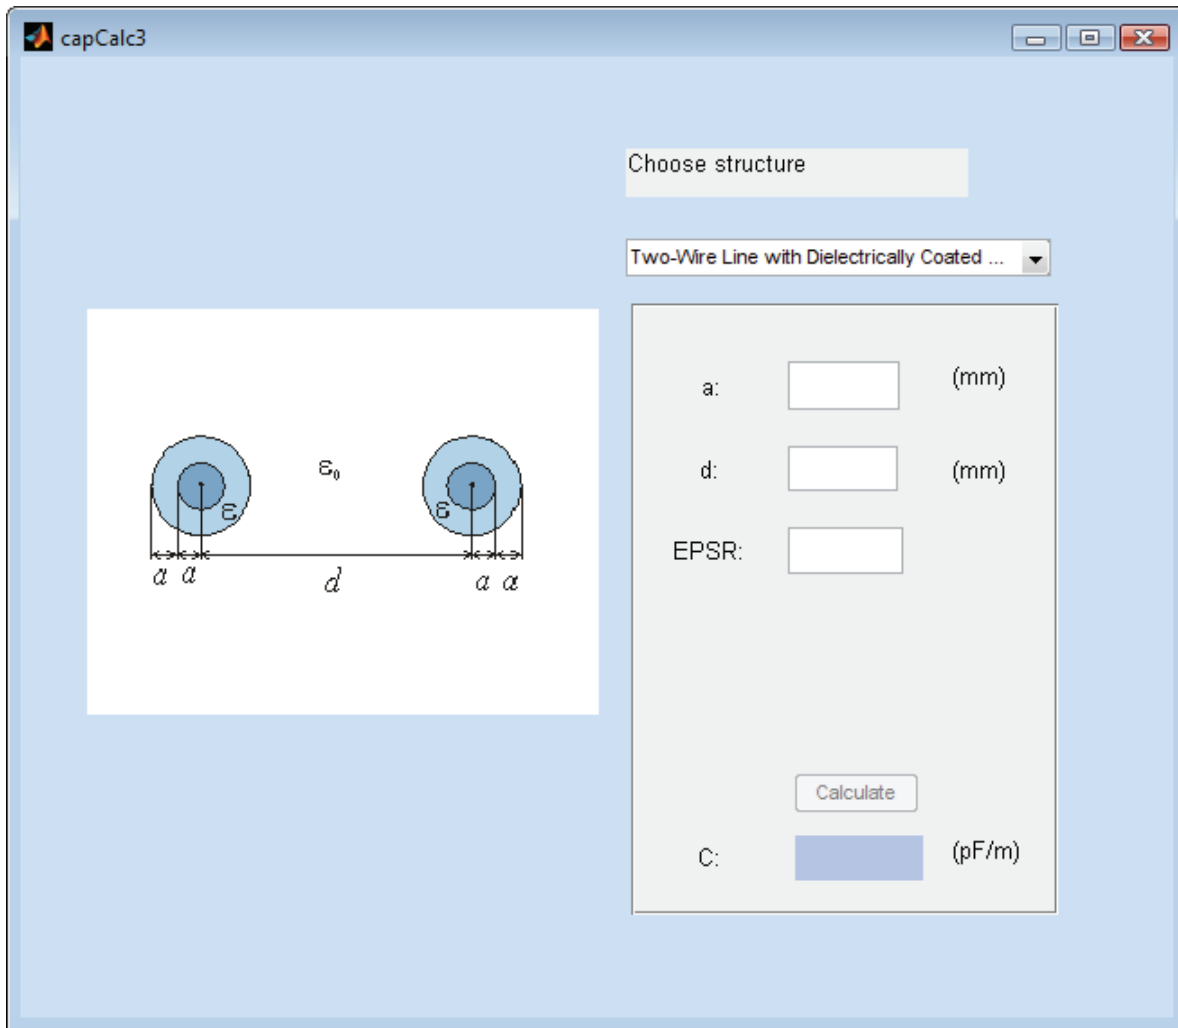 capCalc3
Choose structure
Two-Wire Line with Dielectrically Coated ...
a: (mm)
d: (mm)
EPSR:
Calculate
C: (pF/m)
ε₀
ε ε
a a d a a